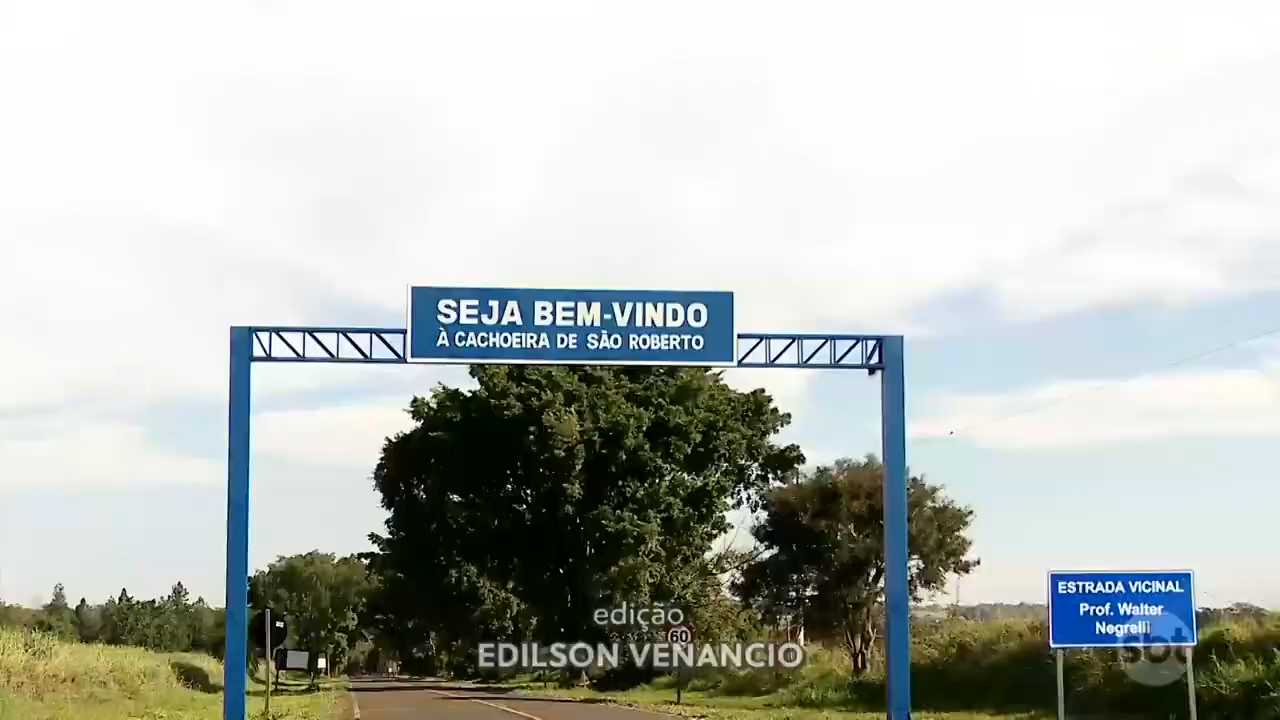 SEJA BEM-VINDO
À CACHOEIRA DE SÃO ROBERTO
ESTRADA VICINAL
Prof. Walter
Negrelli
sbt
edição
60
EDILSON VENANCIO